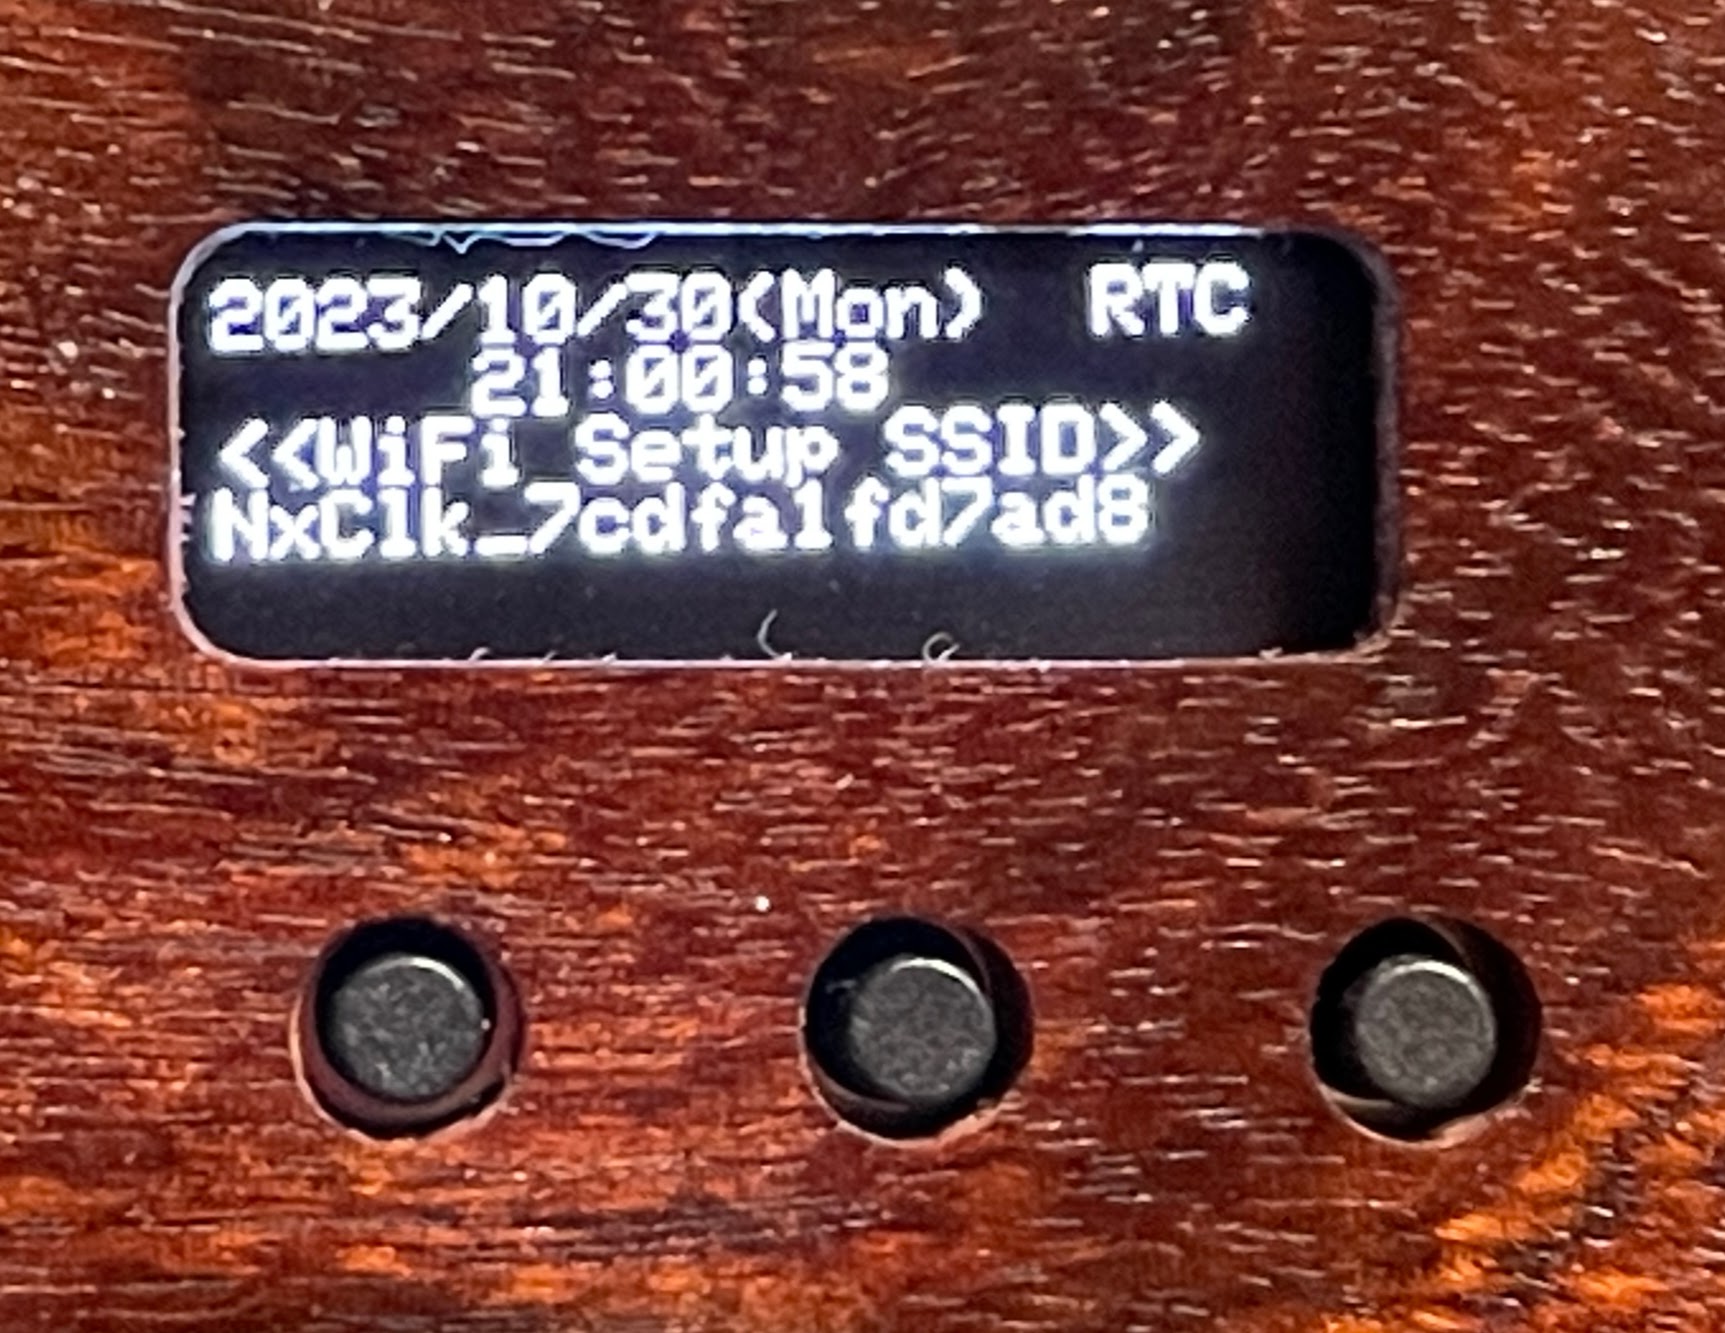 2023/10/30(Mon) RTC
21:00:58
<<WiFi Setup SSID>>
NxClk_7cdfa1fd7ad8